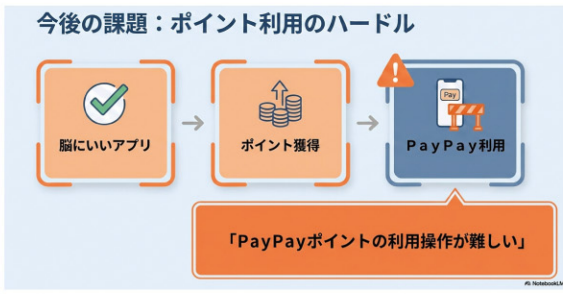 今後の課題：ポイント利用のハードル
脳にいいアプリ
ポイント獲得
Pay
PayPay利用
「PayPayポイントの利用操作が難しい」
NotebookLM